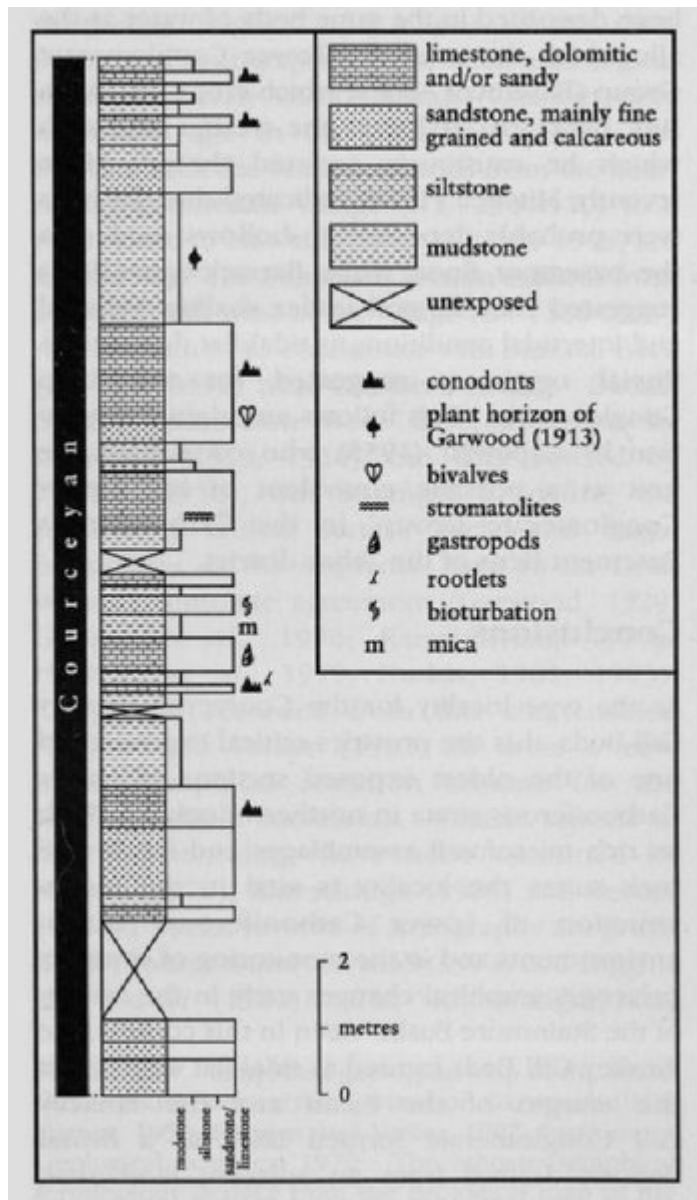 limestone, dolomitic
and/or sandy
sandstone, mainly fine
grained and calcareous
siltstone
mudstone
unexposed
conodonts
plant horizon of
Garwood (1913)
bivalves
stromatolites
gastropods
rootlets
bioturbation
m mica
m
Courceyan
2
metres
0
mudstone
siltstone
sandstone/
limestone